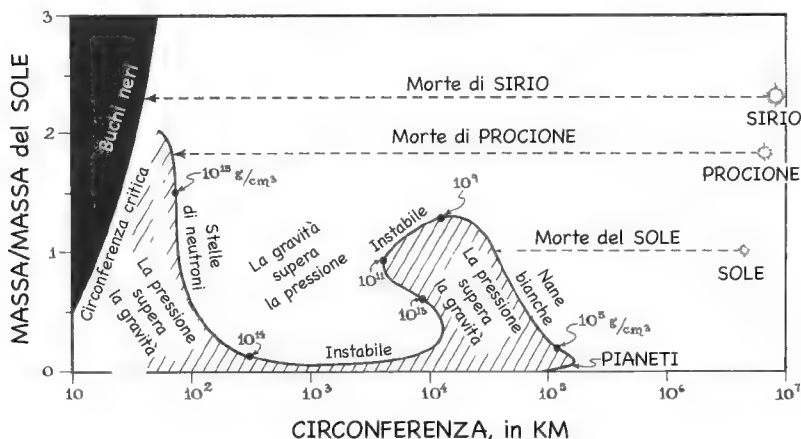 3
2
1
0
MASSA/MASSA del SOLE
Buchi neri
Circonferenza critica
Morte di SIRIO
SIRIO
Morte di PROCIONE
PROCIONE
10¹⁵ g/cm³
Stelle
di neutroni
La pressione
supera
la gravità
La gravità
supera
la pressione
Instabile
10⁹
10¹¹
10¹³
10¹⁴
Instabile
La pressione
supera
la gravità
Nane
bianche
Morte del SOLE
SOLE
10⁵ g/cm³
PIANETI
10
10²
10³
10⁴
10⁵
10⁶
10⁷
CIRCONFERENZA, in KM